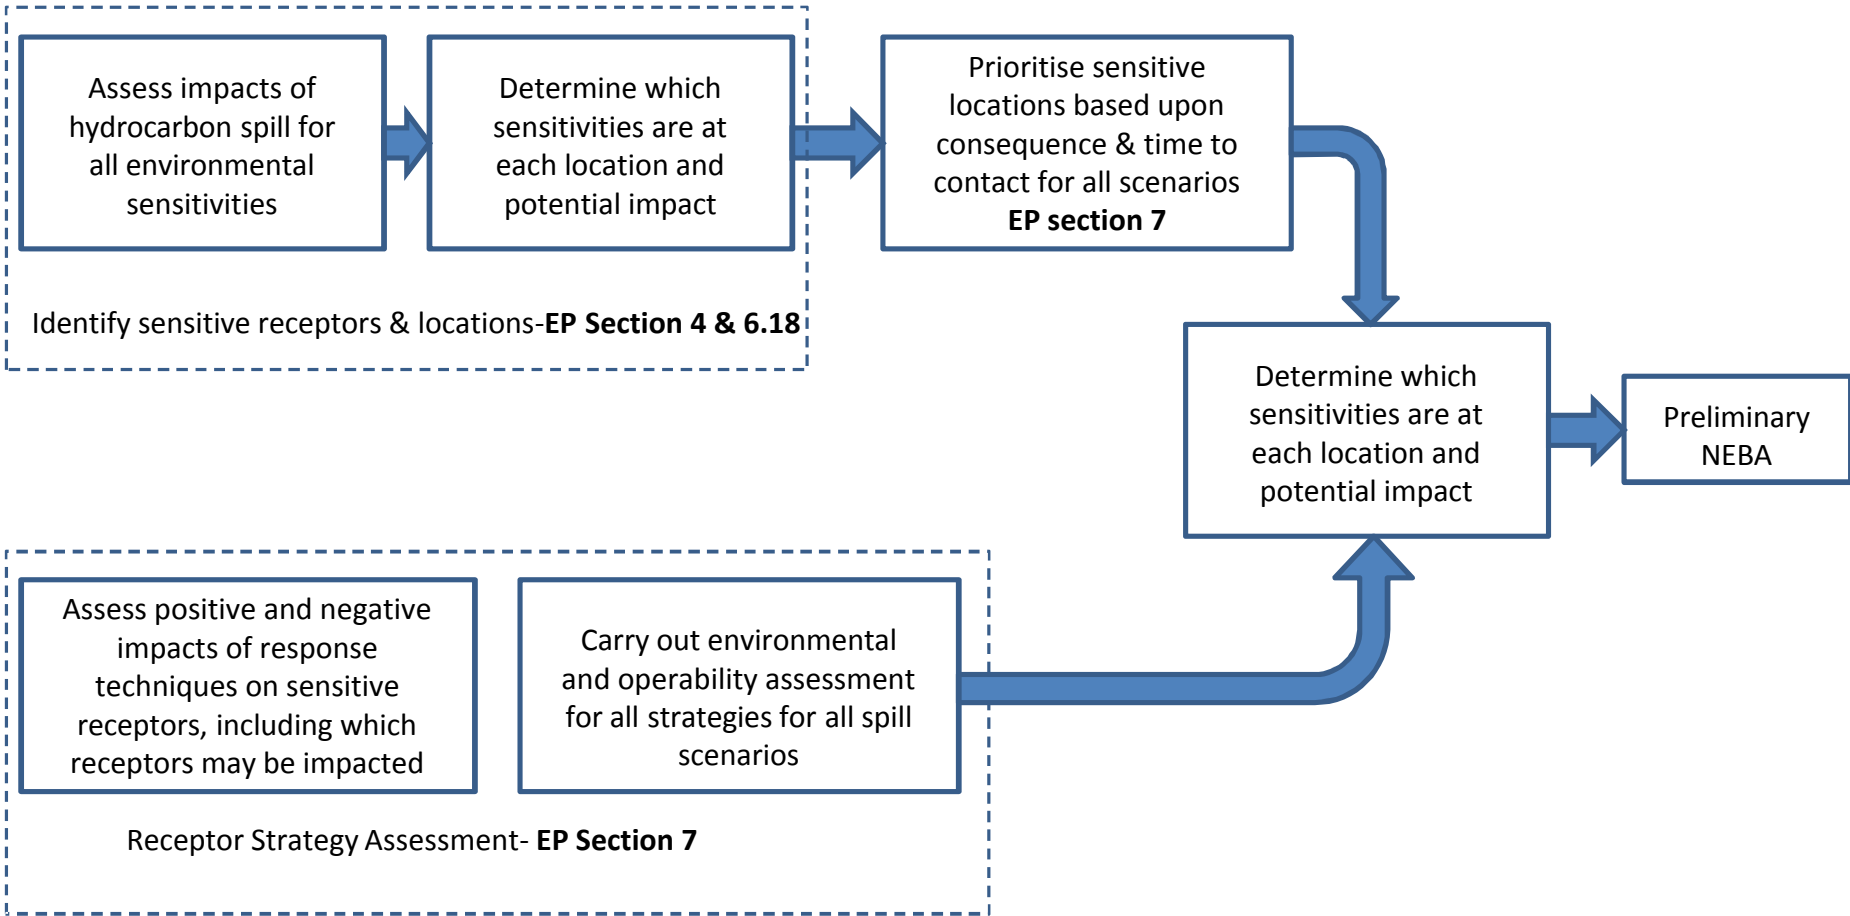 Assess impacts of
hydrocarbon spill for
all environmental
sensitivities
Determine which
sensitivities are at
each location and
potential impact
Prioritise sensitive
locations based upon
consequence & time to
contact for all scenarios
EP section 7
Identify sensitive receptors & locations-EP Section 4 & 6.18
Determine which
sensitivities are at
each location and
potential impact
Preliminary
NEBA
Assess positive and negative
impacts of response
techniques on sensitive
receptors, including which
receptors may be impacted
Carry out environmental
and operability assessment
for all strategies for all spill
scenarios
Receptor Strategy Assessment- EP Section 7